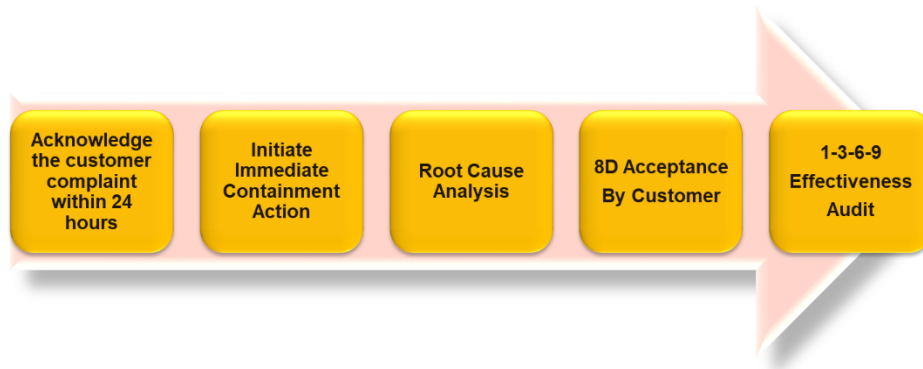 Acknowledge
the customer
complaint
within 24
hours
Initiate
Immediate
Containment
Action
Root Cause
Analysis
8D Acceptance
By Customer
1-3-6-9
Effectiveness
Audit